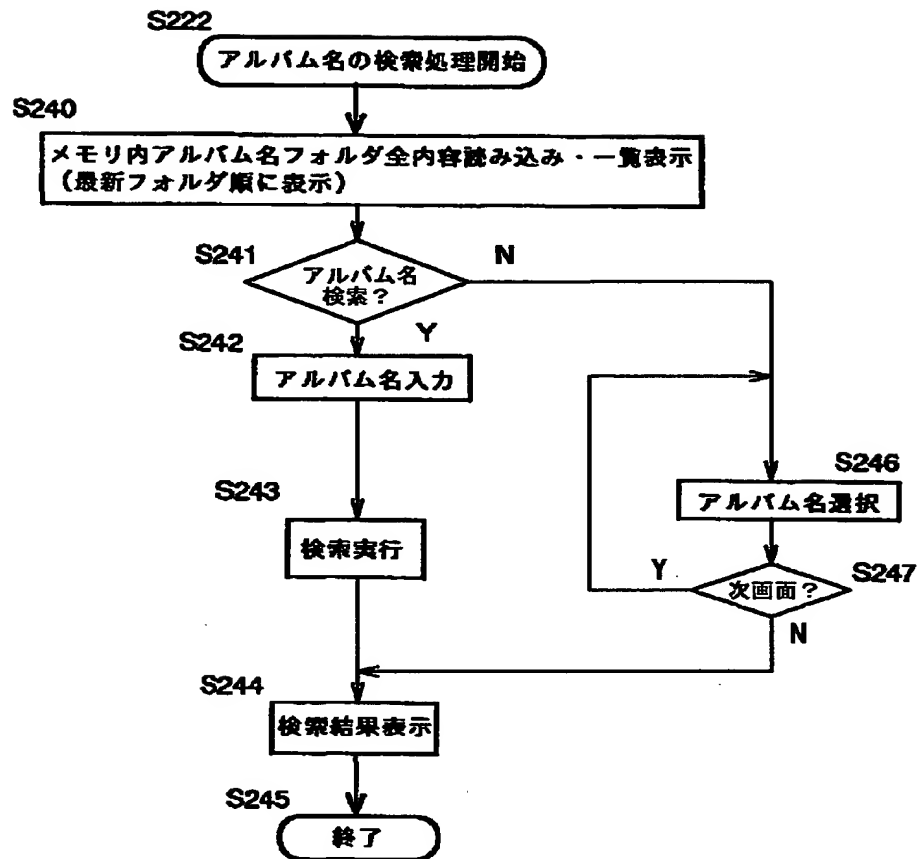 S222
アルバム名の検索処理開始
S240
メモリ内アルバム名フォルダ全内容読み込み・一覧表示
(最新フォルダ順に表示)
S241
N
アルバム名
検索?
Y
S242
アルバム名入力
S246
アルバム名選択
S243
検索実行
Y
S247
次画面?
N
S244
検索結果表示
S245
終了